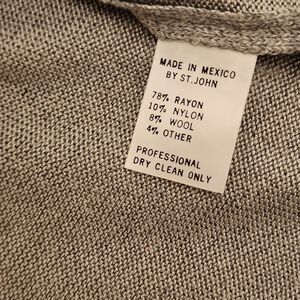 MADE IN MEXICO
BY ST. JOHN
78% RAYON
10% NYLON
8% WOOL
4% OTHER
PROFESSIONAL
DRY CLEAN ONLY